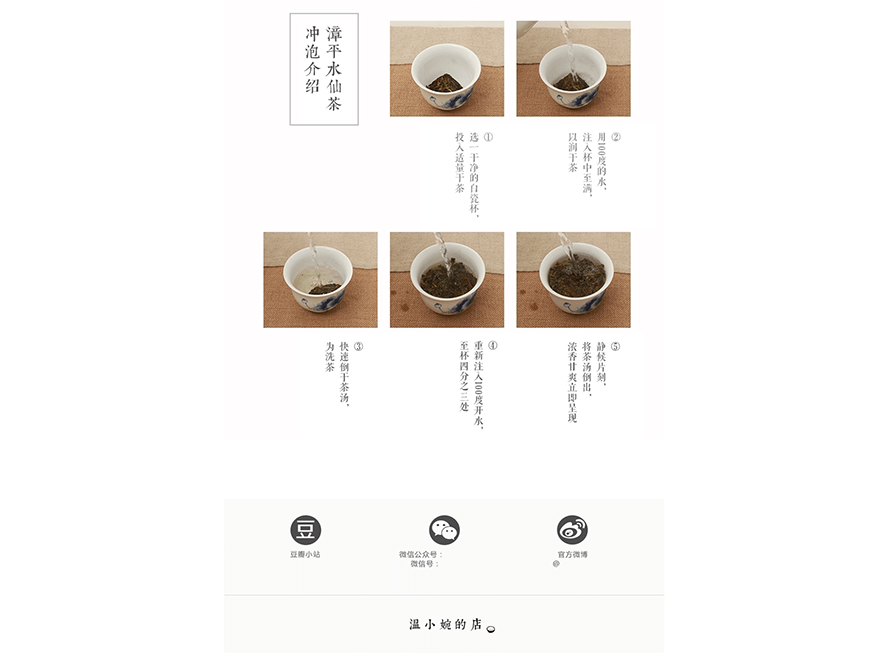 漳平水仙茶
冲泡介绍
①
选一干净的白瓷杯，
投入适量干茶
②
用100度的水，
注入杯中至满，
以润干茶
③
快速倒干茶汤，
为洗茶
④
重新注入100度开水，
至杯四分之三处
⑤
静候片刻，
将茶汤倒出，
浓香甘爽立即呈现
豆
豆瓣小站
微信公众号：
微信号：
官方微博
@
温小婉的店